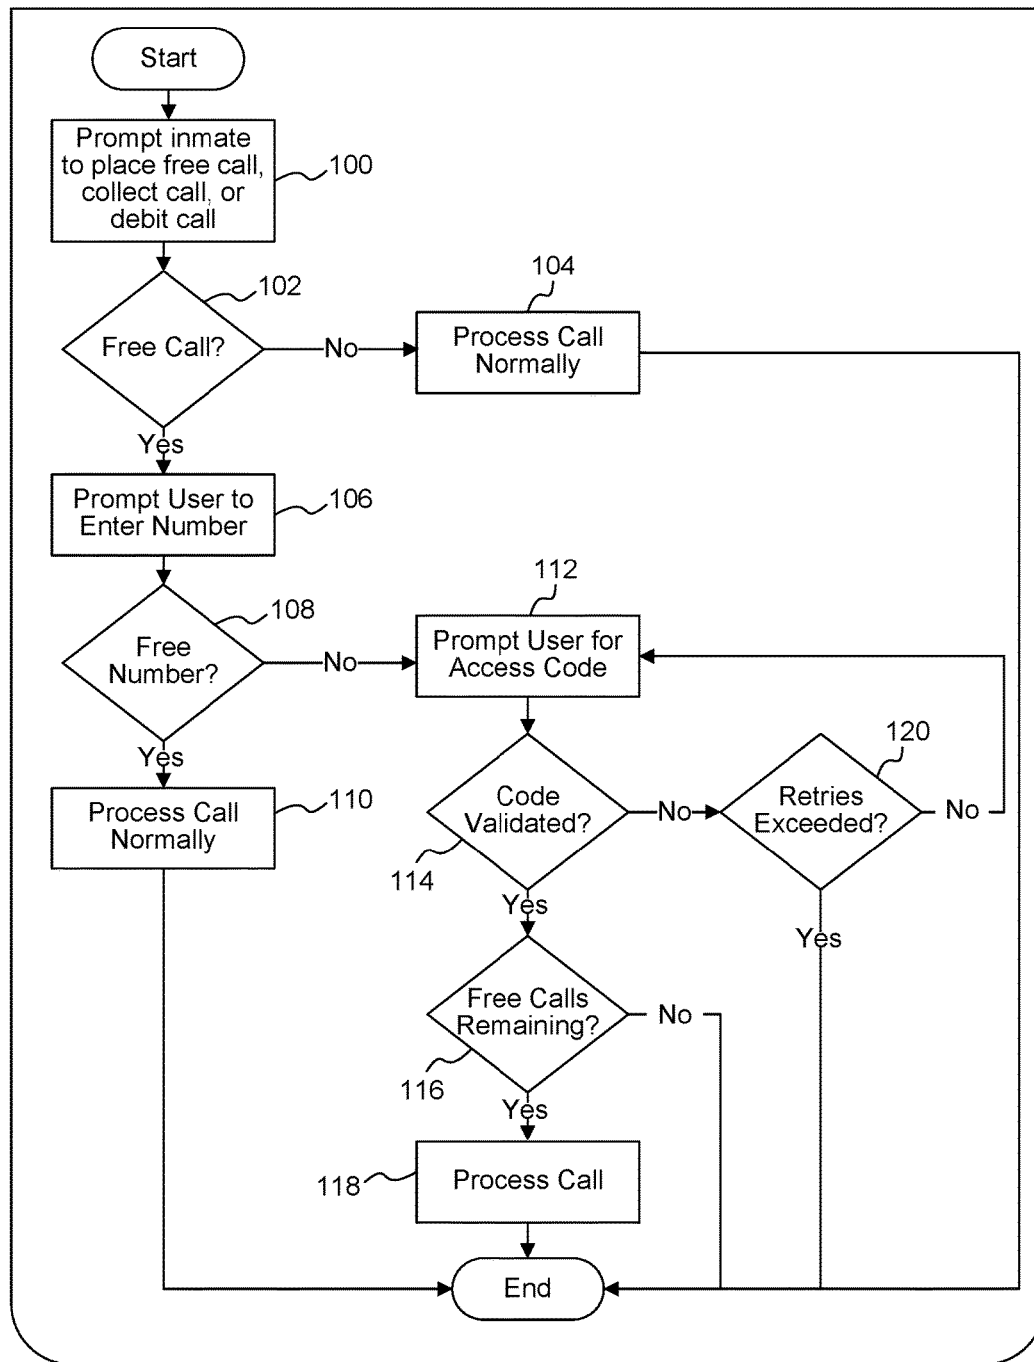 Start
Prompt inmate
to place free call,
collect call, or
debit call
100
102
Free Call?
No
104
Process Call
Normally
Yes
Prompt User to
Enter Number
106
108
Free
Number?
No
112
Prompt User for
Access Code
Yes
Process Call
Normally
110
Code
Validated?
114
No
120
Retries
Exceeded?
No
Yes
Yes
Free Calls
Remaining?
116
No
Yes
118
Process Call
End